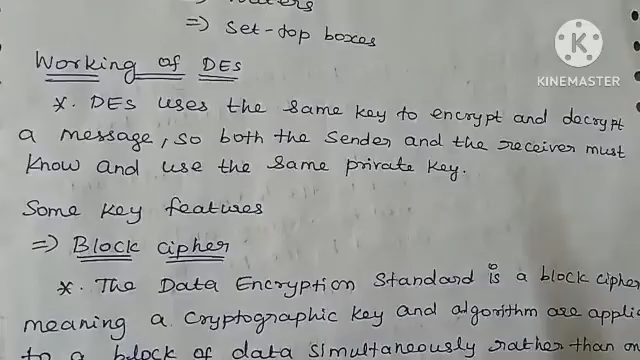 => Set-top boxes
K
KINEMASTER
Working of DES
*. DES uses the same key to encrypt and decrypt
a message, so both the sender and the receiver must
know and use the same private key.
Some key features
=> Block cipher
*. The Data Encryption Standard is a block cipher
meaning a cryptographic key and algorithm are applic
to a block of data simultaneously rather than on